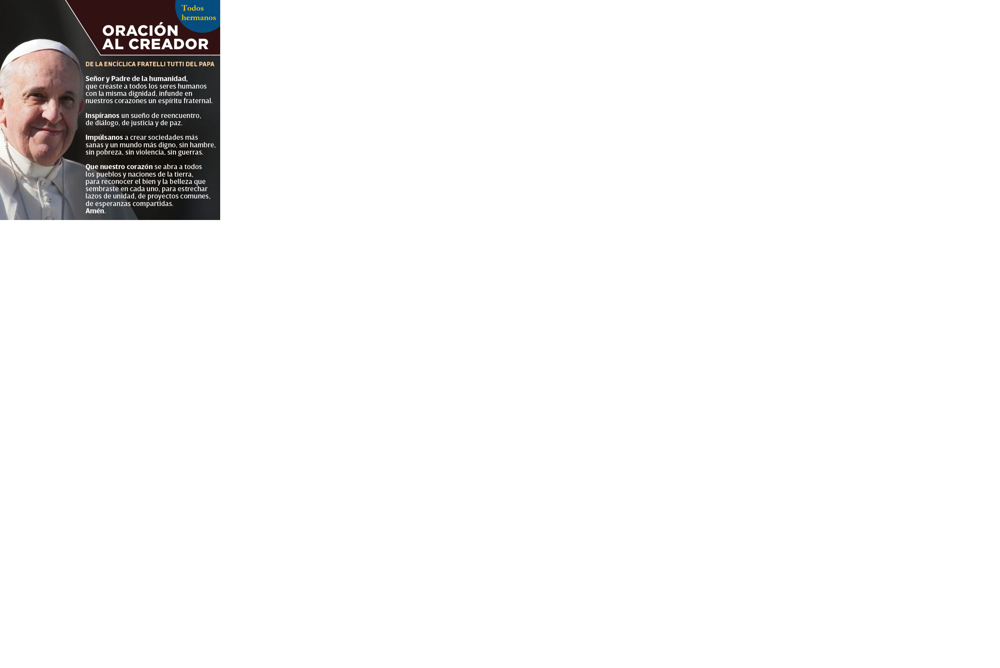 Todos
hermanos
ORACIÓN
AL CREADOR
DE LA ENCÍCLICA FRATELLI TUTTI DEL PAPA
Señor y Padre de la humanidad,
que creaste a todos los seres humanos
con la misma dignidad, infunde en
nuestros corazones un espíritu fraternal.
Inspíranos un sueño de reencuentro,
de diálogo, de justicia y de paz.
Impúlsanos a crear sociedades más
sanas y un mundo más digno, sin hambre,
sin pobreza, sin violencia, sin guerras.
Que nuestro corazón se abra a todos
los pueblos y naciones de la tierra,
para reconocer el bien y la belleza que
sembraste en cada uno, para estrechar
lazos de unidad, de proyectos comunes,
de esperanzas compartidas.
Amén.